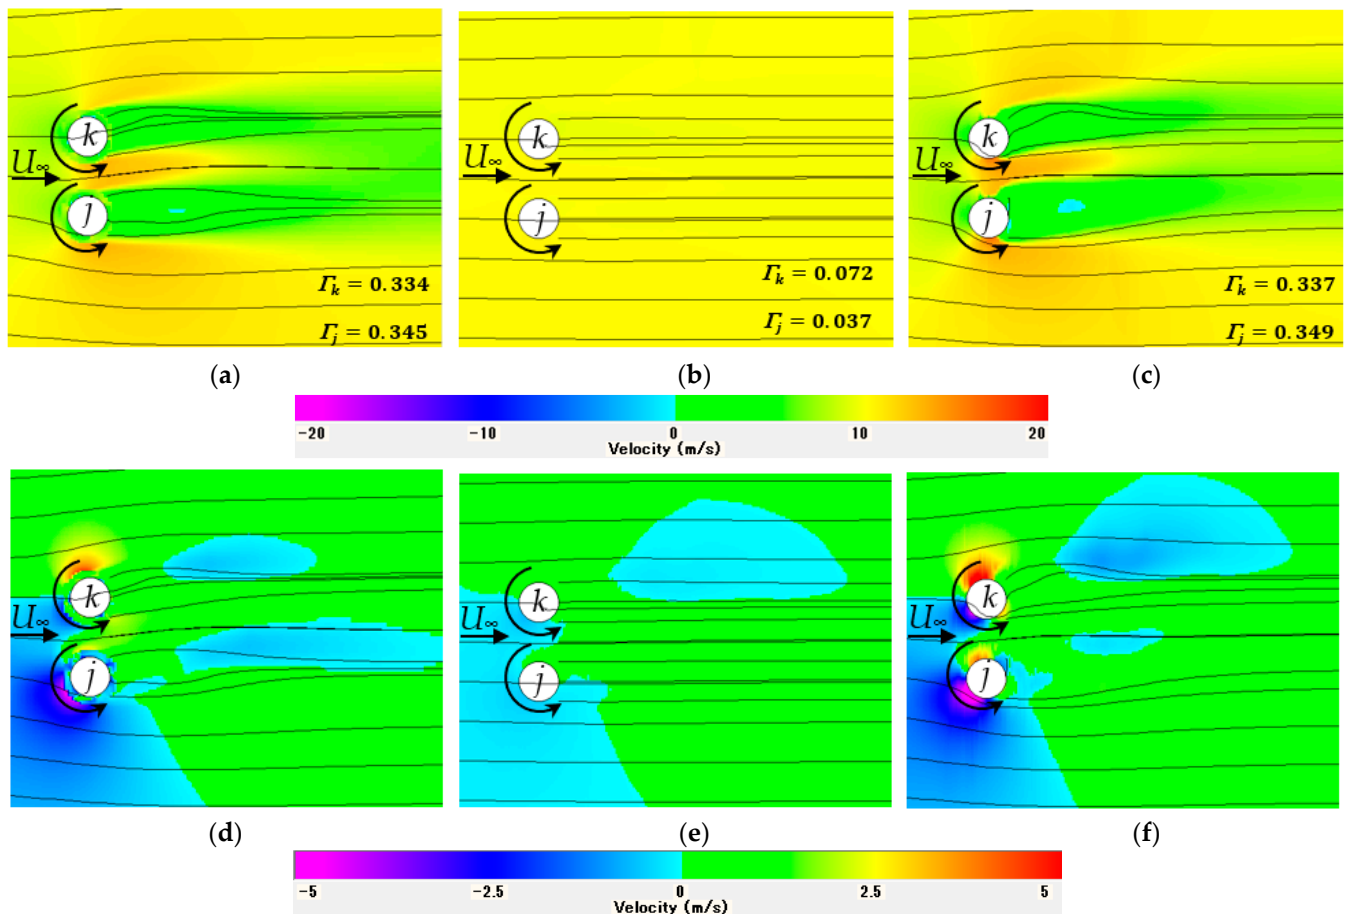 k
U∞
j
Γk = 0.334
Γj = 0.345
k
U∞
j
Γk = 0.072
Γj = 0.037
k
U∞
j
Γk = 0.337
Γj = 0.349
(a)
(b)
(c)
−20 −10 0 10 20
Velocity (m/s)
k
U∞
j
k
U∞
j
k
U∞
j
(d)
(e)
(f)
−5 −2.5 0 2.5 5
Velocity (m/s)